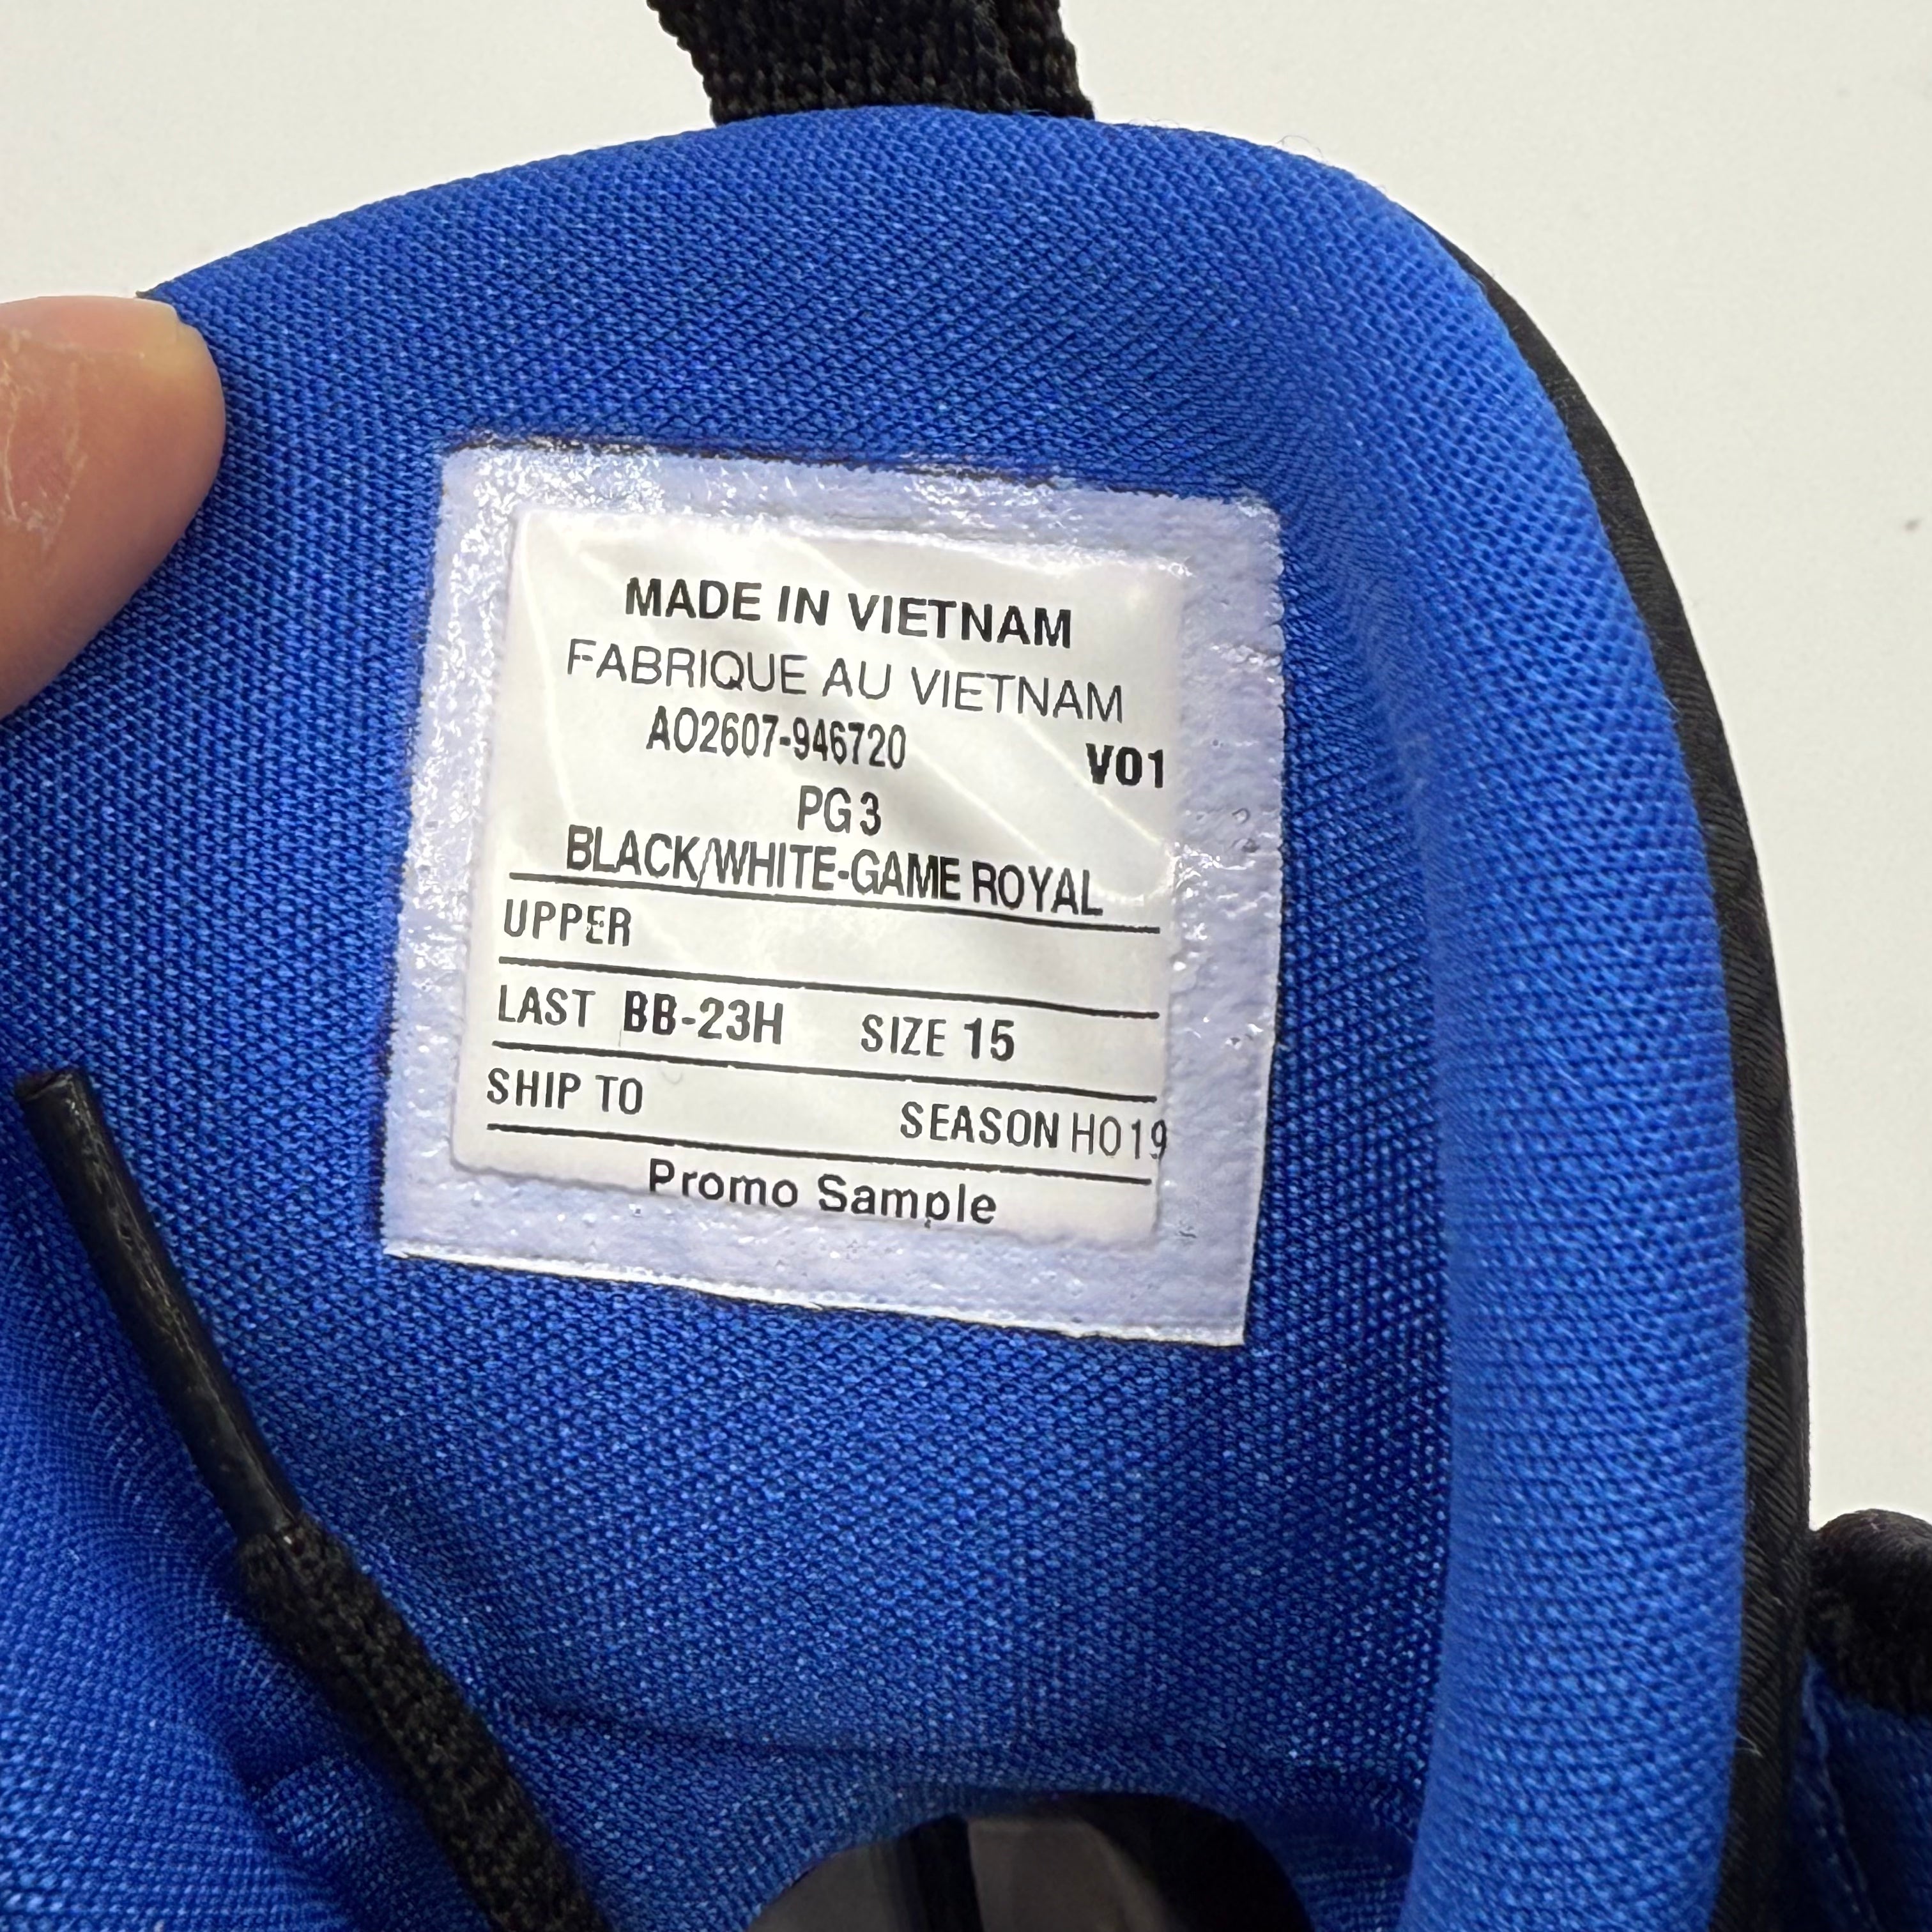 MADE IN VIETNAM
FABRIQUE AU VIETNAM
AO2607-946720 V01
PG 3
BLACK/WHITE-GAME ROYAL
UPPER
LAST BB-23H SIZE 15
SHIP TO SEASON HO19
Promo Sample